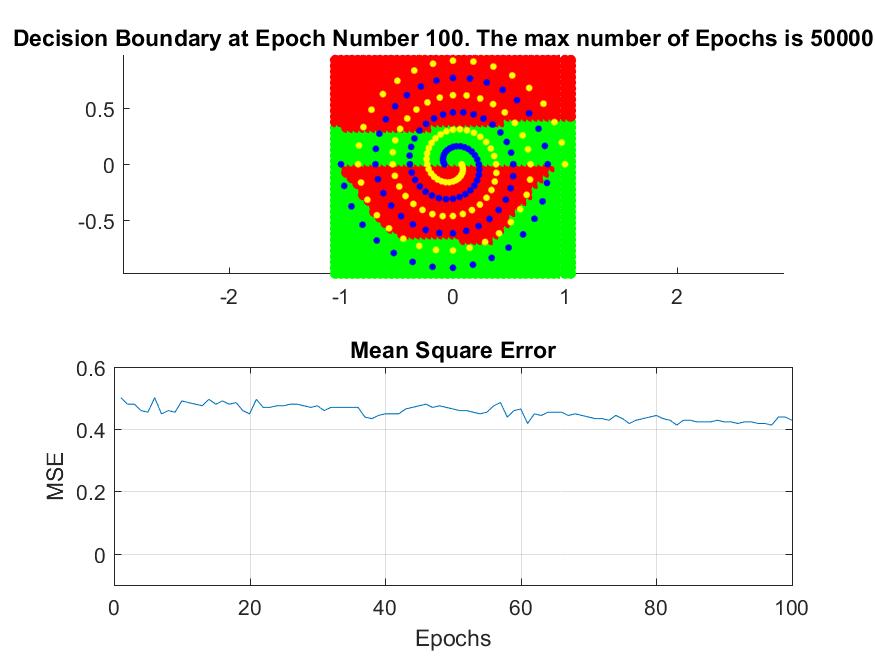 Decision Boundary at Epoch Number 100. The max number of Epochs is 50000
0.5
0
-0.5
-2 -1 0 1 2
Mean Square Error
0.6
0.4
0.2
0
MSE
0 20 40 60 80 100
Epochs